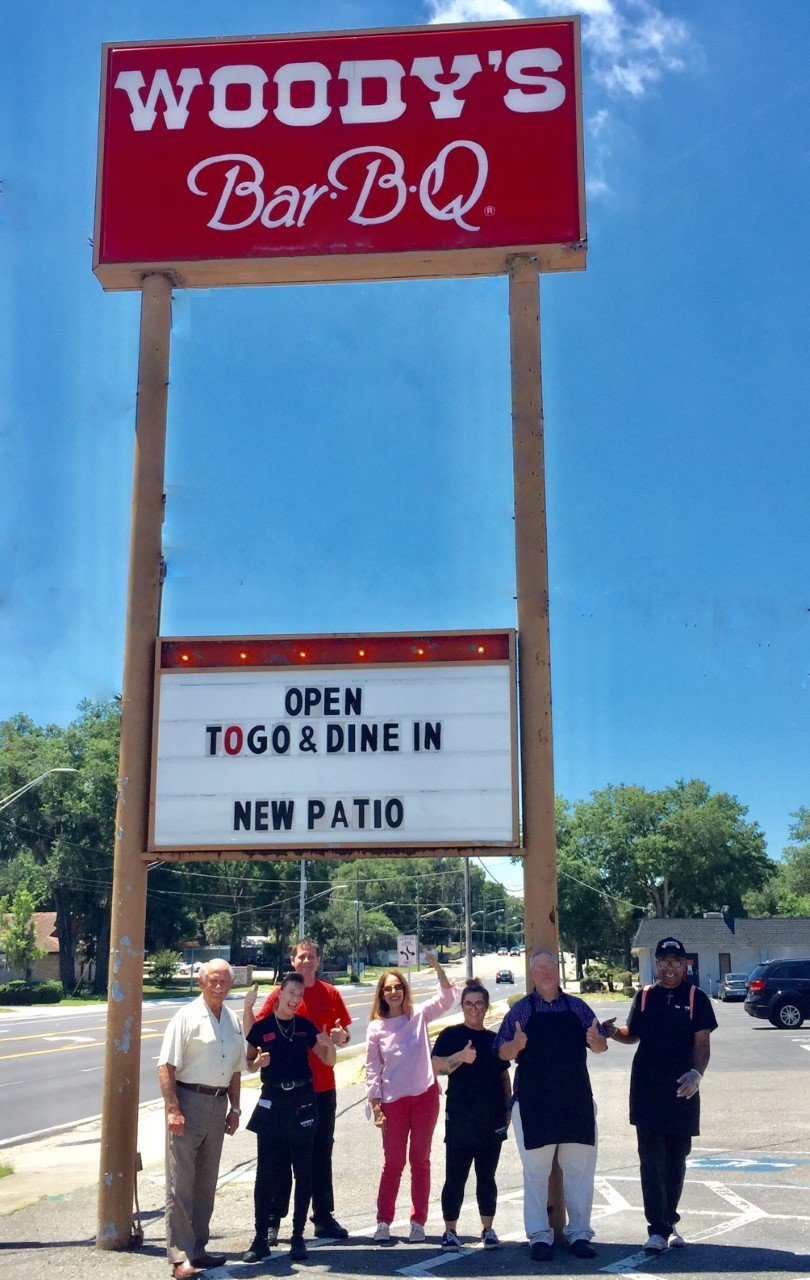 WOODY'S
Bar·B·Q®
OPEN
TOGO & DINE IN
NEW PATIO